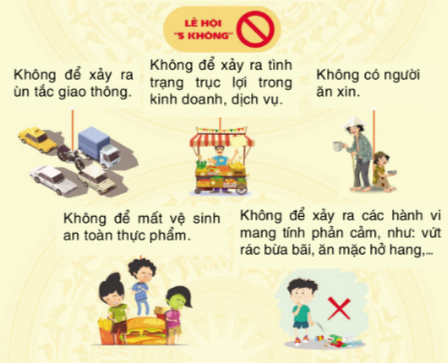 LỄ HỘI
"5 KHÔNG"
Không để xảy ra
ùn tắc giao thông.
Không để xảy ra tình
trạng trục lợi trong
kinh doanh, dịch vụ.
Không có người
ăn xin.
Không để mất vệ sinh
an toàn thực phẩm.
Không để xảy ra các hành vi
mang tính phản cảm, như: vứt
rác bừa bãi, ăn mặc hở hang,...